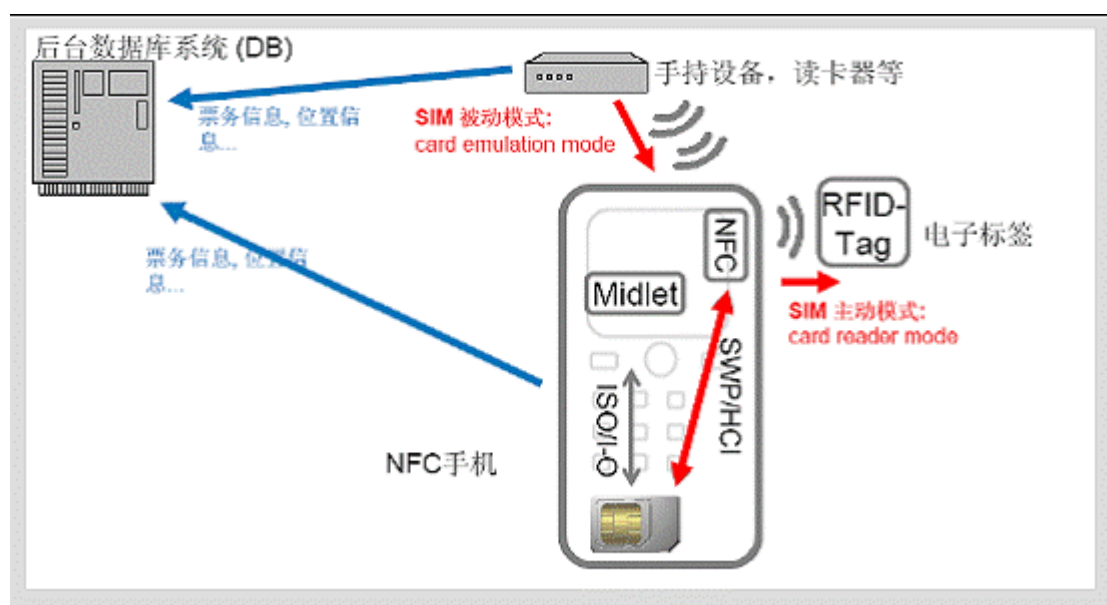 后台数据库系统 (DB)
手持设备，读卡器等
票务信息, 位置信
息...
SIM 被动模式:
card emulation mode
RFID-
Tag
电子标签
NFC
票务信息, 位置信
息...
Midlet
SIM 主动模式:
card reader mode
SWP/HCI
ISO/I-O
NFC手机